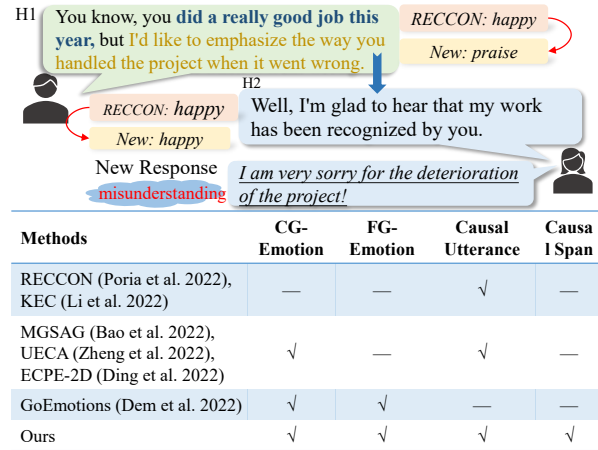 H1
You know, you did a really good job this
year, but I'd like to emphasize the way you
handled the project when it went wrong.
RECCON: happy
New: praise
H2
RECCON: happy
New: happy
Well, I'm glad to hear that my work
has been recognized by you.
New Response
misunderstanding
I am very sorry for the deterioration
of the project!
Methods CG-Emotion FG-Emotion Causal Utterance Causal Span
RECCON (Poria et al. 2022),
KEC (Li et al. 2022) — — √ —
MGSAG (Bao et al. 2022),
UECA (Zheng et al. 2022) √ — √ —
ECPE-2D (Ding et al. 2022)
GoEmotions (Dem et al. 2022) √ √ — —
Ours √ √ √ √